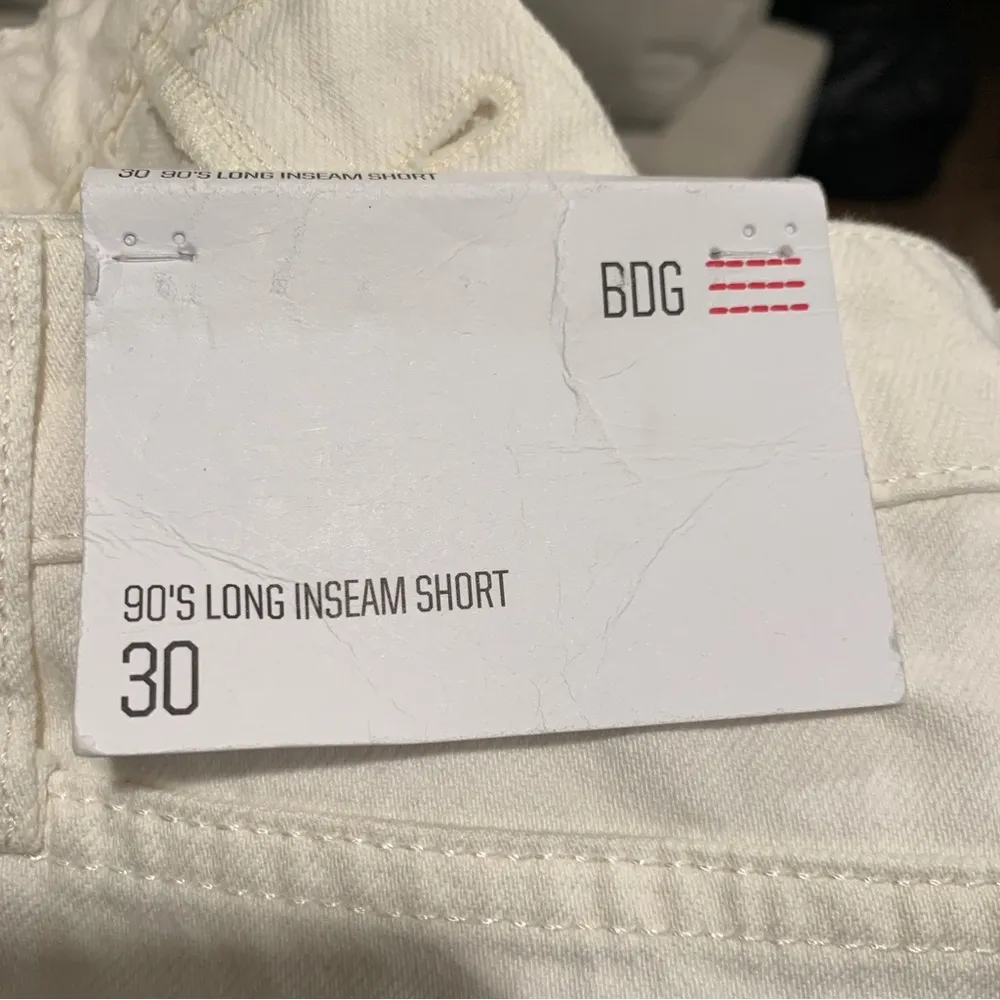 30 90'S LONG INSEAM SHORT
BDG
90'S LONG INSEAM SHORT
30